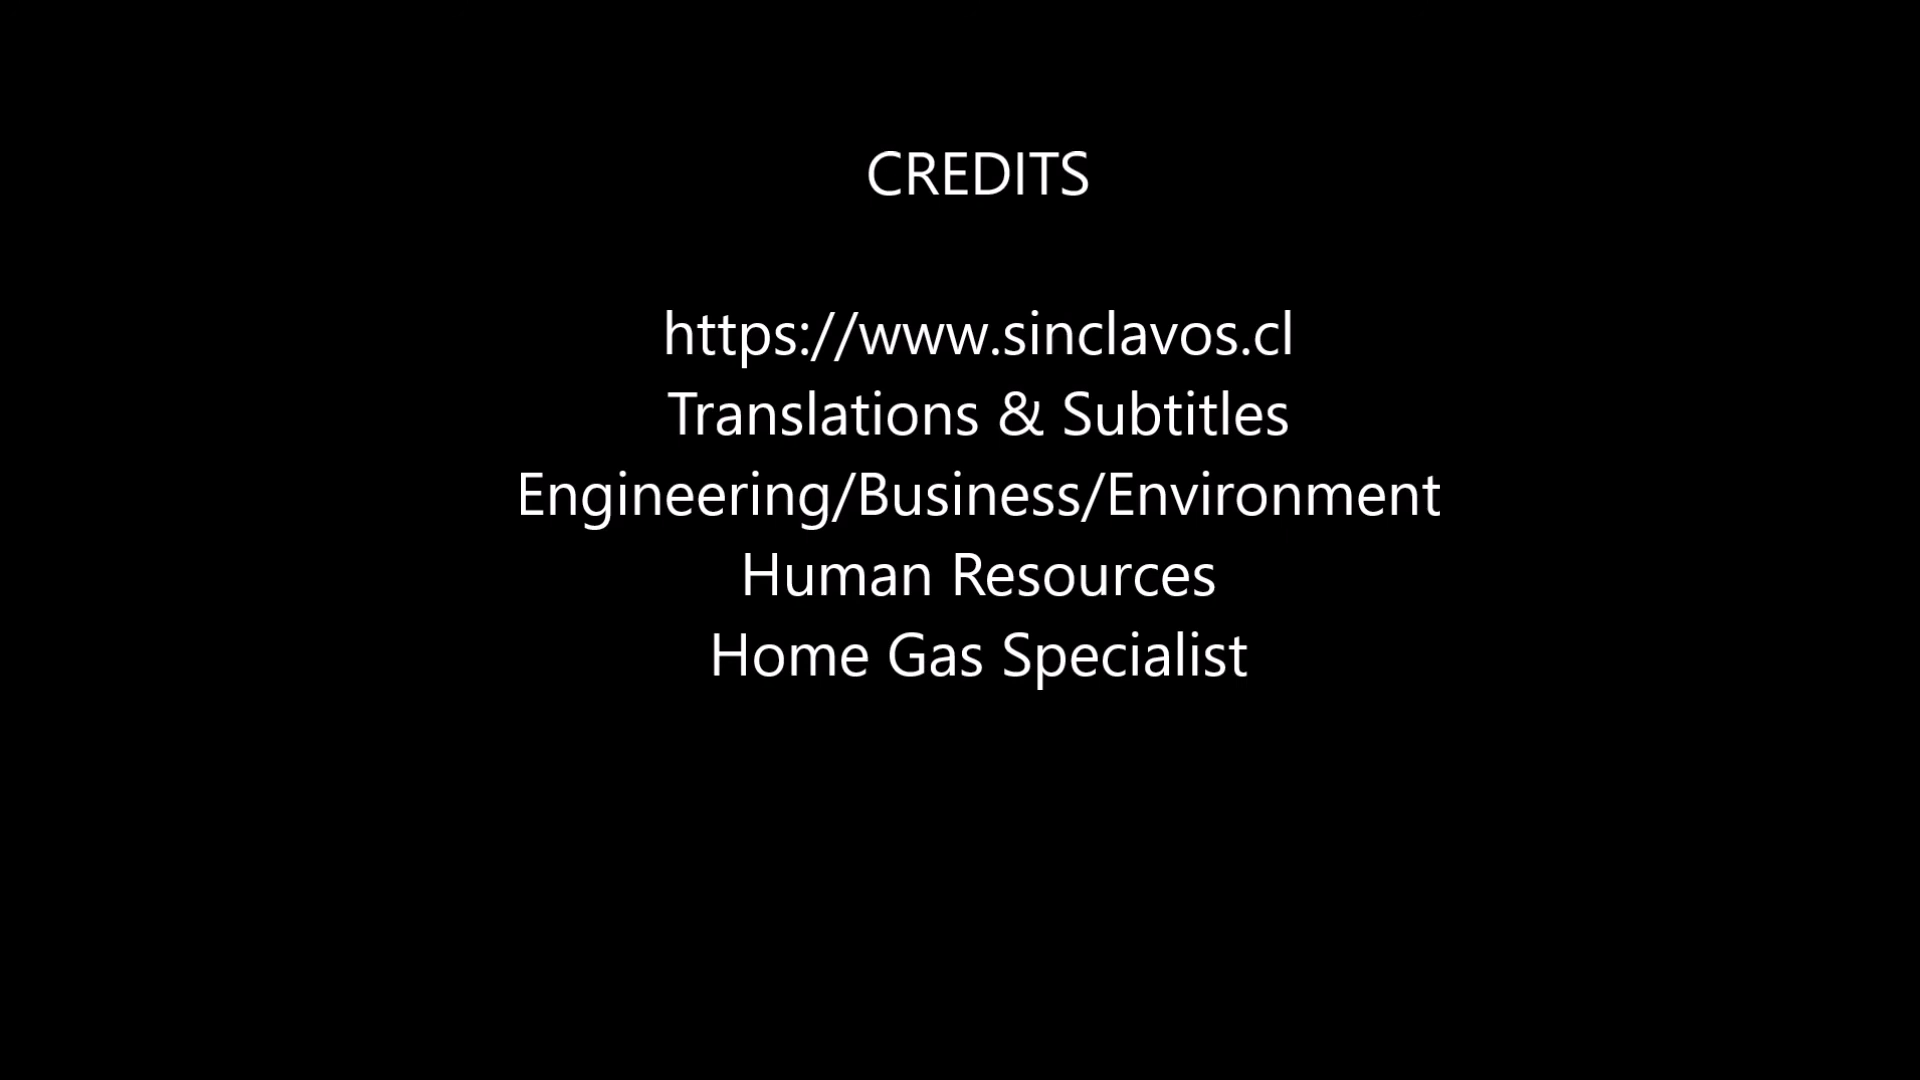 CREDITS
https://www.sinclavos.cl
Translations & Subtitles
Engineering/Business/Environment
Human Resources
Home Gas Specialist